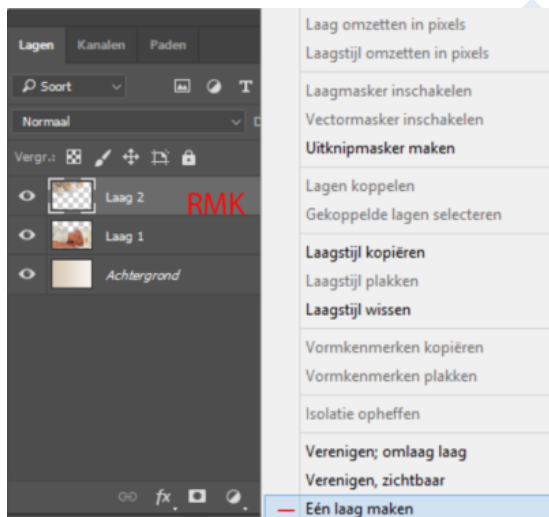 Lagen Kanalen Paden
Soort
T
Normaal
Vergr.:
Laag 2
RMK
Laag 1
Achtergrond
fx
Laag omzetten in pixels
Laagstijl omzetten in pixels
Laagmasker inschakelen
Vectormasker inschakelen
Uitknipmasker maken
Lagen koppelen
Gekoppelde lagen selecteren
Laagstijl kopiëren
Laagstijl plakken
Laagstijl wissen
Vormkenmerken kopiëren
Vormkenmerken plakken
Isolatie opheffen
Verenigen; omlaag laag
Verenigen, zichtbaar
Eén laag maken